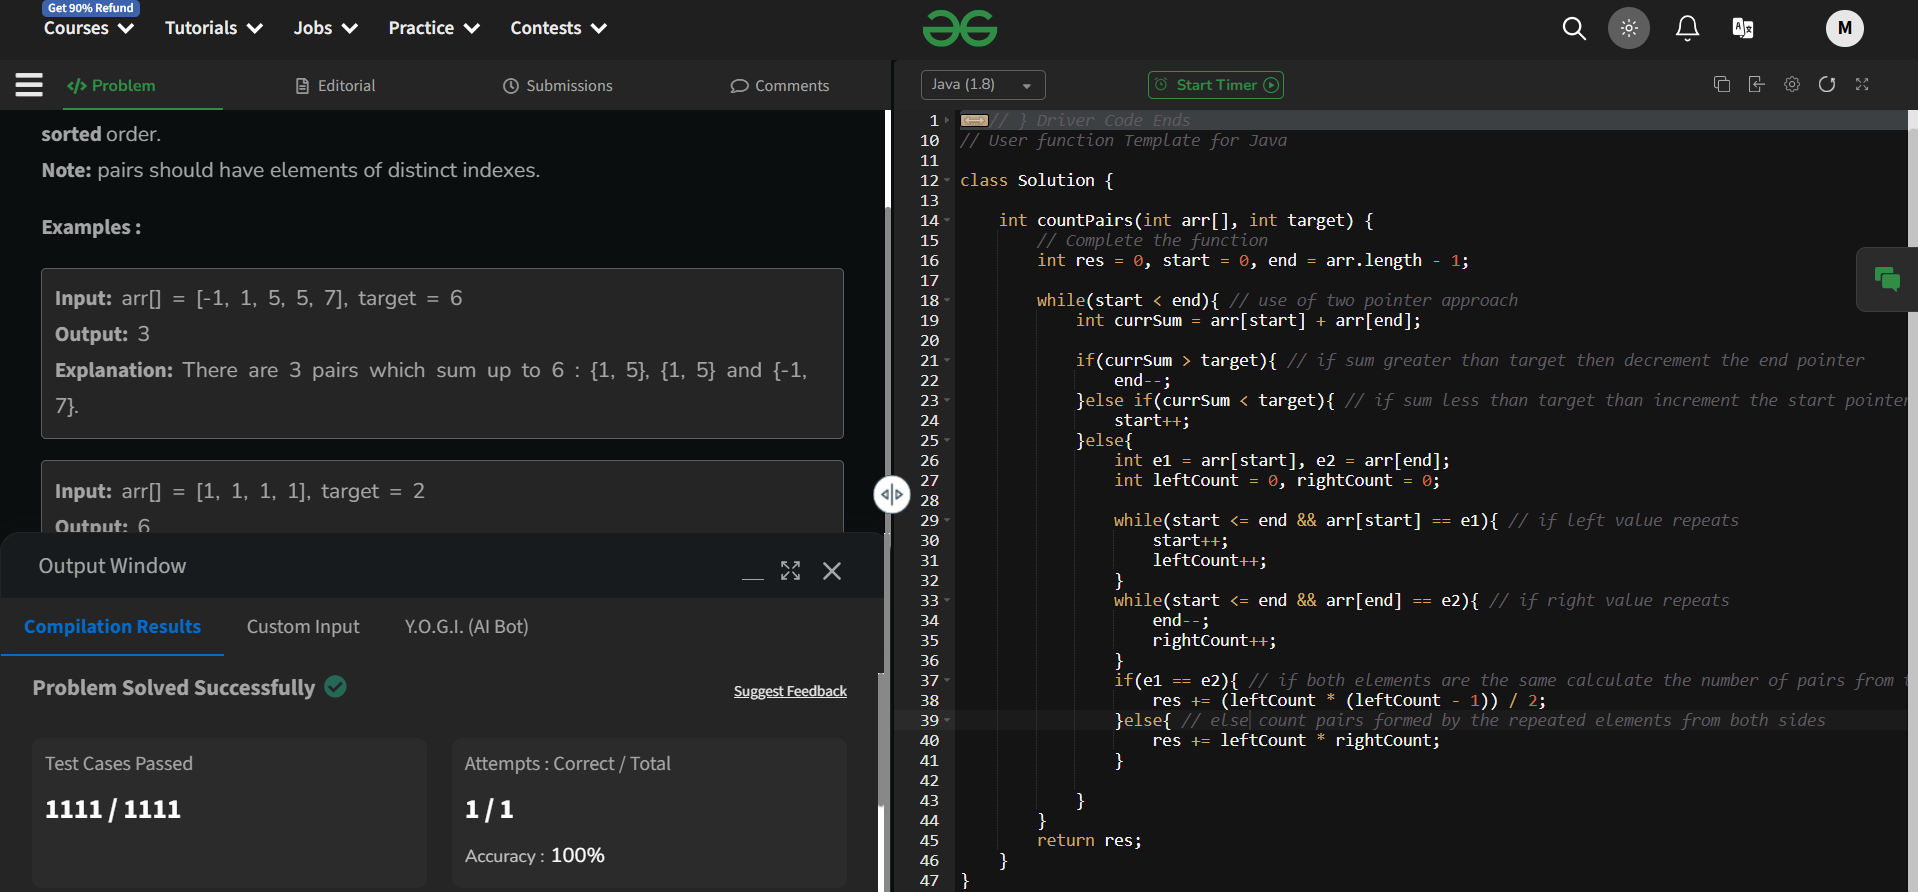 Get 90% Refund
Courses Tutorials Jobs Practice Contests
M
Problem Editorial Submissions Comments
sorted order.
Note: pairs should have elements of distinct indexes.
Examples :
Input: arr[] = [-1, 1, 5, 5, 7], target = 6
Output: 3
Explanation: There are 3 pairs which sum up to 6 : {1, 5}, {1, 5} and {-1,
7}.
Input: arr[] = [1, 1, 1, 1], target = 2
Output: 6
Output Window
Compilation Results Custom Input Y.O.G.I. (AI Bot)
Problem Solved Successfully
Suggest Feedback
Test Cases Passed
1111 / 1111
Attempts : Correct / Total
1 / 1
Accuracy : 100%
Java (1.8) Start Timer
1 // } Driver Code Ends
10 // User function Template for Java
11
12 class Solution {
13
14 int countPairs(int arr[], int target) {
15 // Complete the function
16 int res = 0, start = 0, end = arr.length - 1;
17
18 while(start < end){ // use of two pointer approach
19 int currSum = arr[start] + arr[end];
20
21 if(currSum > target){ // if sum greater than target then decrement the end pointer
22 end--;
23 }else if(currSum < target){ // if sum less than target than increment the start pointer
24 start++;
25 }else{
26 int e1 = arr[start], e2 = arr[end];
27 int leftCount = 0, rightCount = 0;
28
29 while(start <= end && arr[start] == e1){ // if left value repeats
30 start++;
31 leftCount++;
32 }
33 while(start <= end && arr[end] == e2){ // if right value repeats
34 end--;
35 rightCount++;
36 }
37 if(e1 == e2){ // if both elements are the same calculate the number of pairs from
38 res += (leftCount * (leftCount - 1)) / 2;
39 }else{ // else count pairs formed by the repeated elements from both sides
40 res += leftCount * rightCount;
41 }
42
43 }
44 }
45 return res;
46 }
47 }